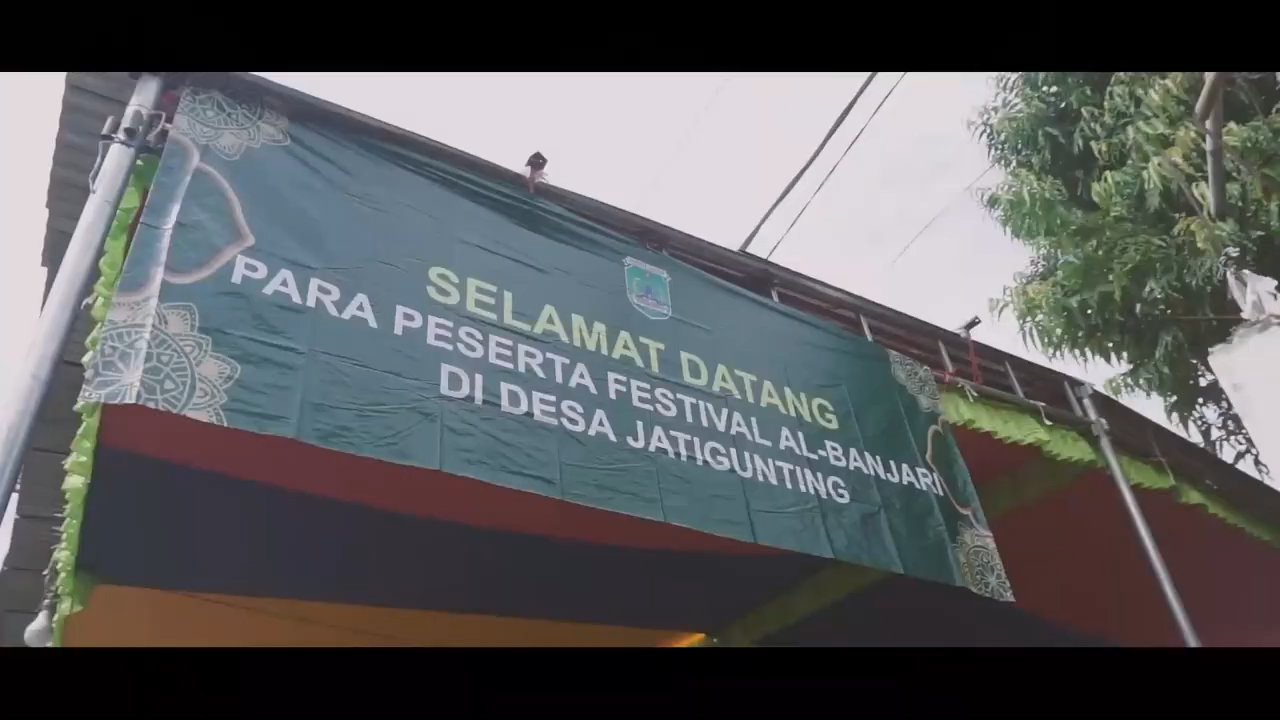 SELAMAT DATANG
PARA PESERTA FESTIVAL AL-BANJARI
DI DESA JATIGUNTING